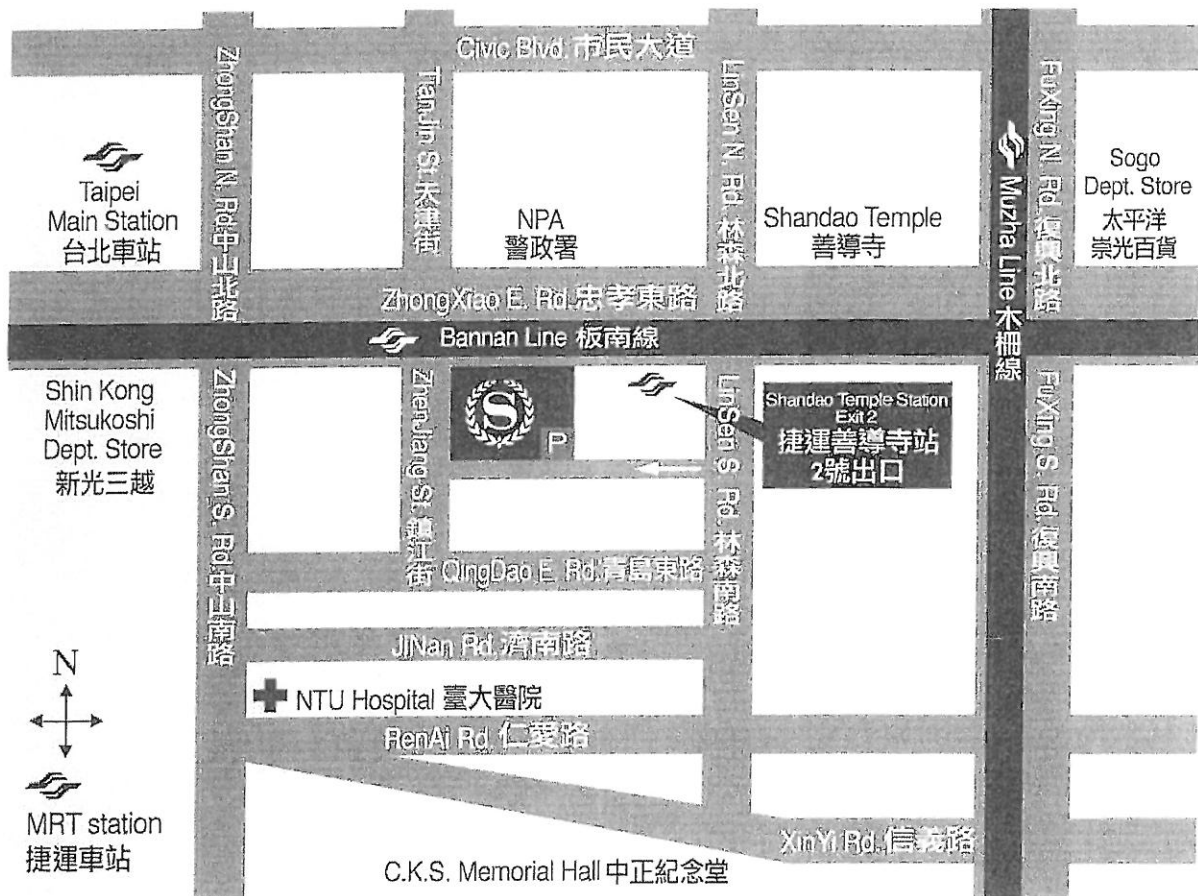 Civic Blvd. 市民大道
ZhongShan N. Rd. 中山北路
TianJin St. 天津街
LinSen N. Rd. 林森北路
Muzha Line 木柵線
FuXing N. Rd. 復興北路
Taipei
Main Station
台北車站
NPA
警政署
Shandao Temple
善導寺
Sogo
Dept. Store
太平洋
崇光百貨
ZhongXiao E. Rd. 忠孝東路
Bannan Line 板南線
Shin Kong
Mitsukoshi
Dept. Store
新光三越
ZhongShan S. Rd. 中山南路
ZhenJiang St. 鎮江街
S
P
LinSen S. Rd. 林森南路
Shandao Temple Station
Exit 2
捷運善導寺站
2號出口
FuXing S. Rd. 復興南路
QingDao E. Rd. 青島東路
JiNan Rd. 濟南路
NTU Hospital 臺大醫院
RenAi Rd. 仁愛路
XinYi Rd. 信義路
C.K.S. Memorial Hall 中正紀念堂
N
MRT station
捷運車站